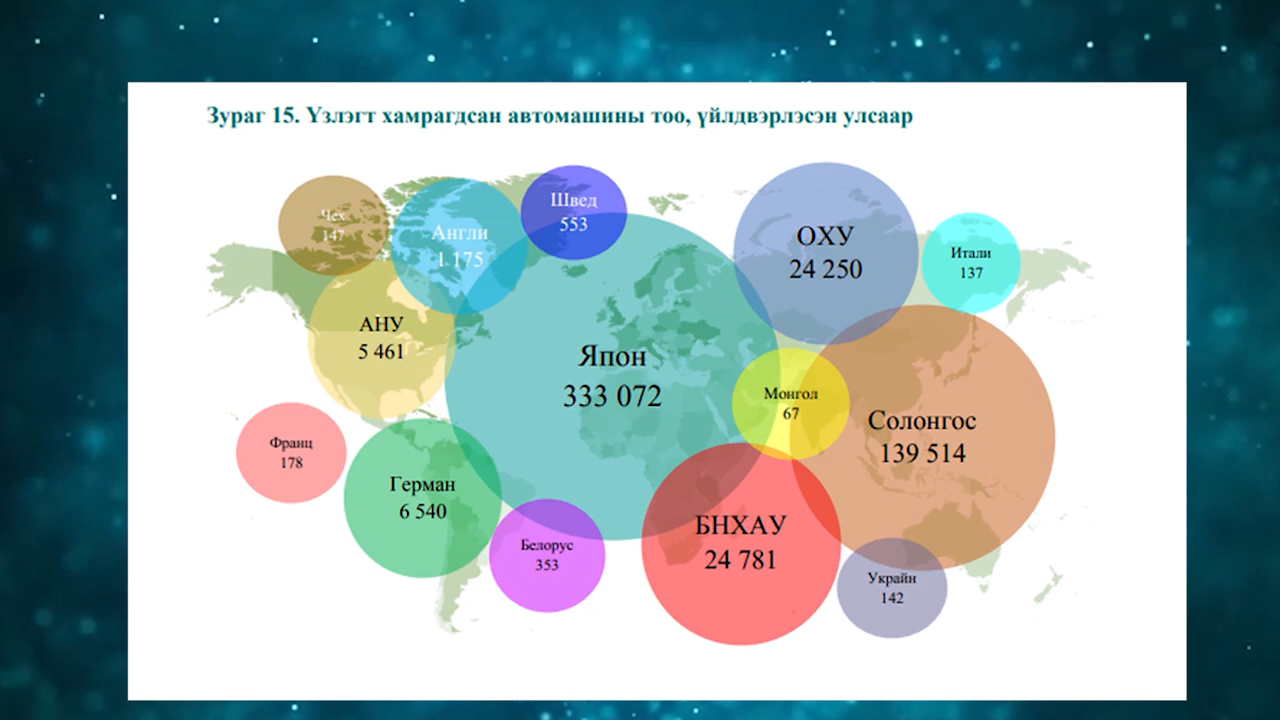 Зураг 15. Үзлэгт хамрагдсан автомашины тоо, үйлдвэрлэсэн улсаар
Чех
147
Англи
1 175
Швед
553
ОХУ
24 250
Итали
137
АНУ
5 461
Япон
333 072
Монгол
67
Солонгос
139 514
Франц
178
Герман
6 540
Белорус
353
БНХАУ
24 781
Украйн
142